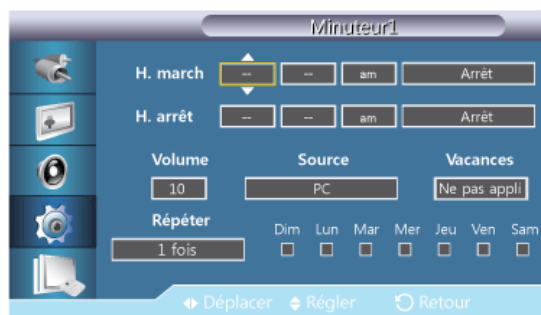 Minuteur1
H. march -- -- am Arrêt
H. arrêt -- -- am Arrêt
Volume Source Vacances
10 PC Ne pas appli
Répéter Dim Lun Mar Mer Jeu Ven Sam
1 fois
Déplacer Régler Retour